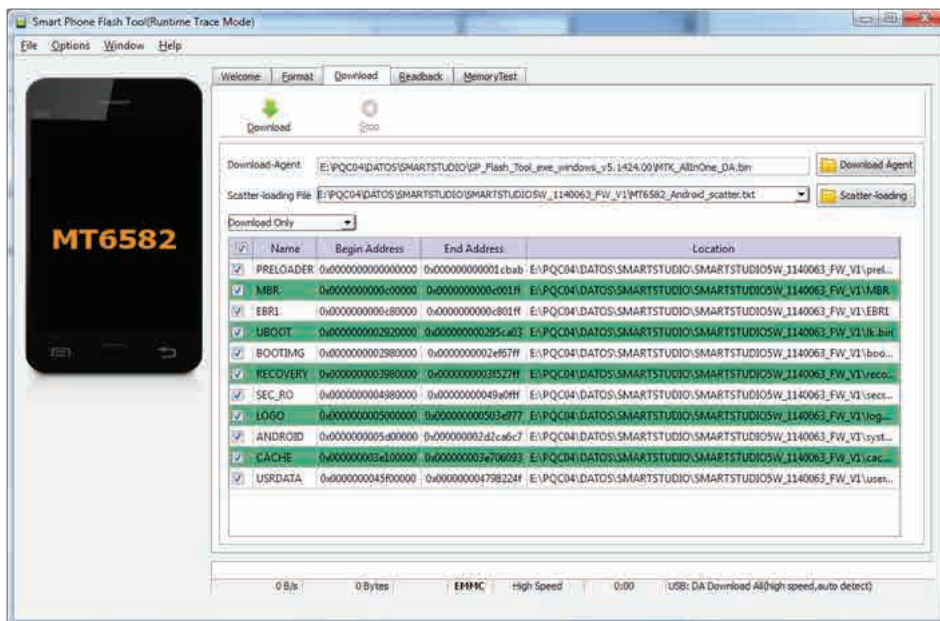 Smart Phone Flash Tool(Runtime Trace Mode)
File Options Window Help
Welcome Format Download Readback MemoryTest
Download Stop
Download-Agent E:\PQC04\DATOS\SMARTSTUDIO\SP_Flash_Tool_exe_windows_v5.1424.00\MTK_AllInOne_DA.bin Download Agent
Scatter-loading File E:\PQC04\DATOS\SMARTSTUDIO\SMARTSTUDIO5W_1140063_FW_V1\MT6582_Android_scatter.txt Scatter-loading
Download Only
MT6582
Name Begin Address End Address Location
PRELOADER 0x0000000000000000 0x000000000001cbab E:\PQC04\DATOS\SMARTSTUDIO\SMARTSTUDIO5W_1140063_FW_V1\prel...
MBR 0x0000000000c00000 0x0000000000c001ff E:\PQC04\DATOS\SMARTSTUDIO\SMARTSTUDIO5W_1140063_FW_V1\MBR
EBR1 0x0000000000c80000 0x0000000000c801ff E:\PQC04\DATOS\SMARTSTUDIO\SMARTSTUDIO5W_1140063_FW_V1\EBR1
UBOOT 0x0000000002920000 0x000000000295ca03 E:\PQC04\DATOS\SMARTSTUDIO\SMARTSTUDIO5W_1140063_FW_V1\lk.bin
BOOTIMG 0x0000000002980000 0x0000000002ef67ff E:\PQC04\DATOS\SMARTSTUDIO\SMARTSTUDIO5W_1140063_FW_V1\boo...
RECOVERY 0x0000000003980000 0x0000000003f527ff E:\PQC04\DATOS\SMARTSTUDIO\SMARTSTUDIO5W_1140063_FW_V1\reco...
SEC_RO 0x0000000004980000 0x00000000049a0fff E:\PQC04\DATOS\SMARTSTUDIO\SMARTSTUDIO5W_1140063_FW_V1\secr...
LOGO 0x0000000005000000 0x000000000503e977 E:\PQC04\DATOS\SMARTSTUDIO\SMARTSTUDIO5W_1140063_FW_V1\log...
ANDROID 0x0000000005d00000 0x000000002d2ca6c7 E:\PQC04\DATOS\SMARTSTUDIO\SMARTSTUDIO5W_1140063_FW_V1\syst...
CACHE 0x000000003e100000 0x000000003e706093 E:\PQC04\DATOS\SMARTSTUDIO\SMARTSTUDIO5W_1140063_FW_V1\cac...
USRDATA 0x0000000045f00000 0x000000004798224f E:\PQC04\DATOS\SMARTSTUDIO\SMARTSTUDIO5W_1140063_FW_V1\user...
0 B/s 0 Bytes EMMC High Speed 0:00 USB: DA Download All(high speed,auto detect)